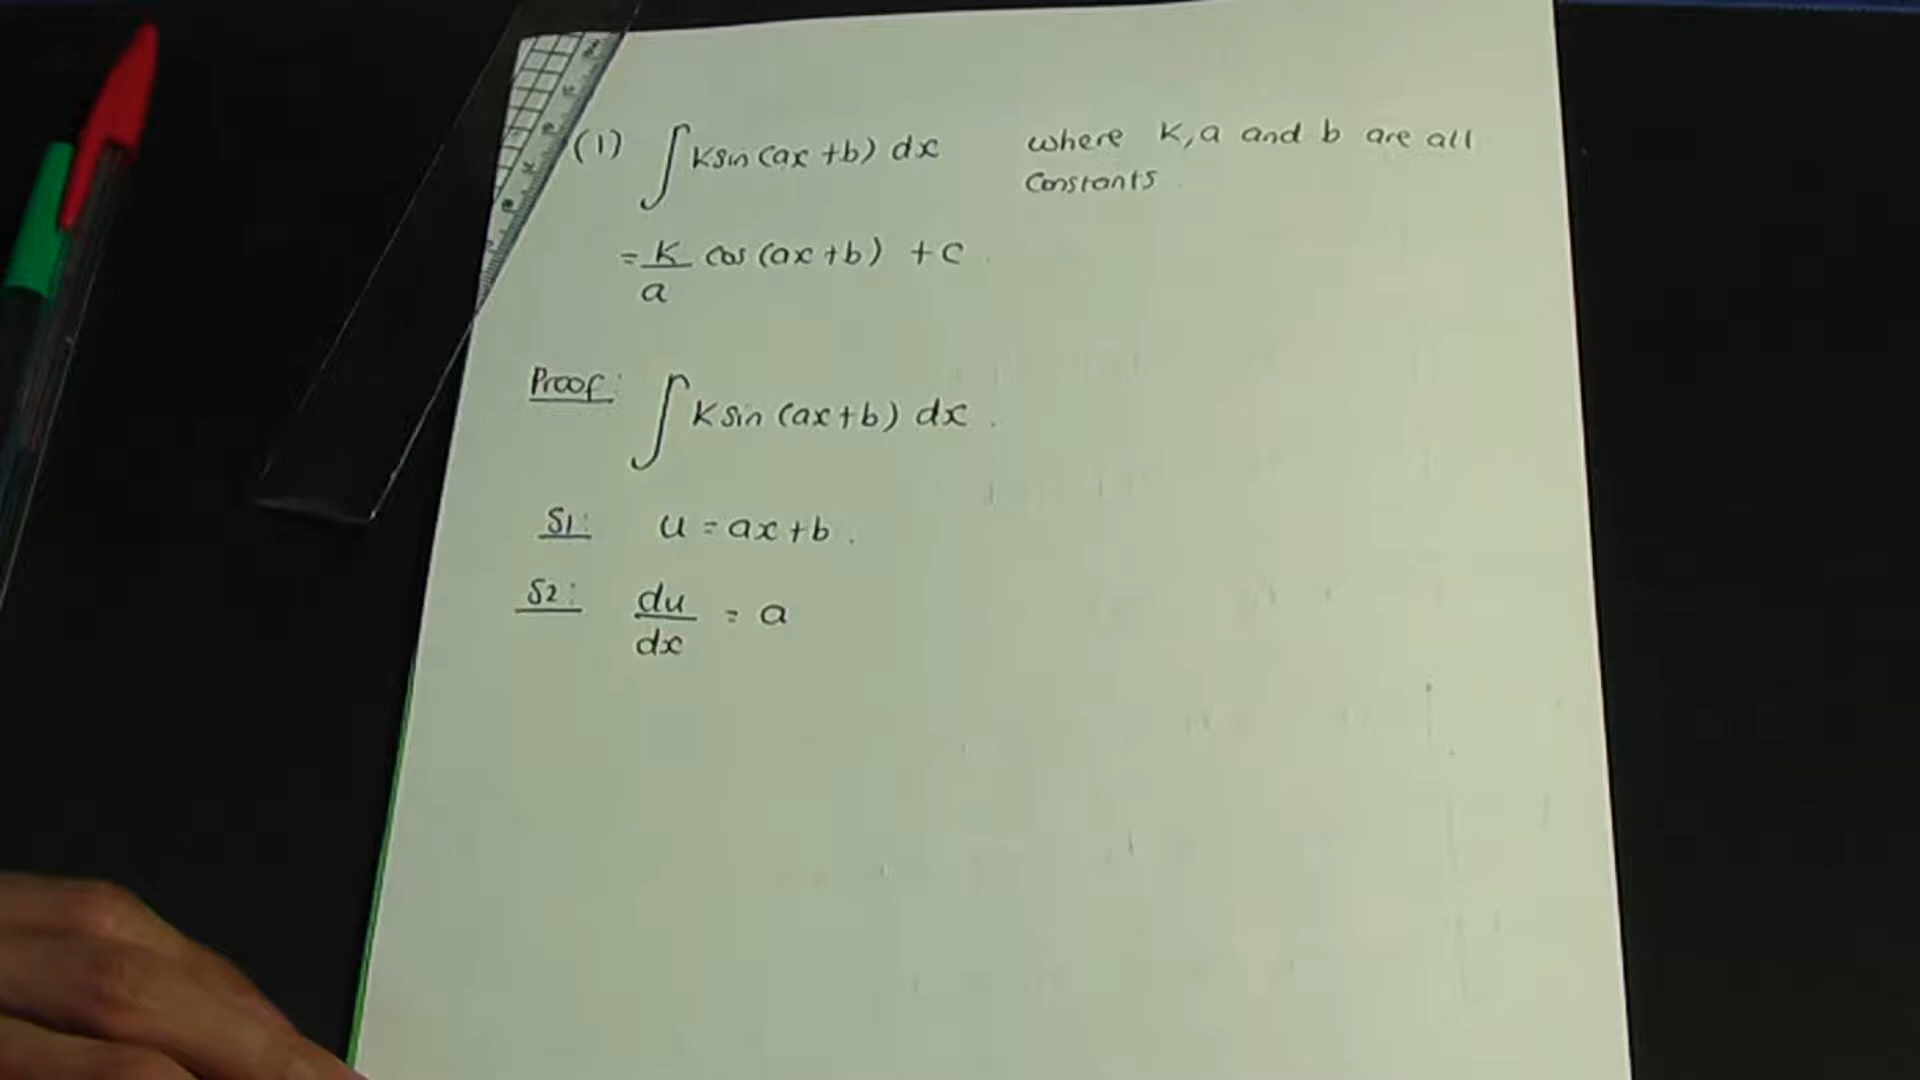 (1) ∫ksin(ax+b) dx where k, a and b are all
constants.
= k/a cos(ax+b) + c.
Proof: ∫ksin(ax+b) dx.
S1: u = ax+b.
S2: du/dx = a